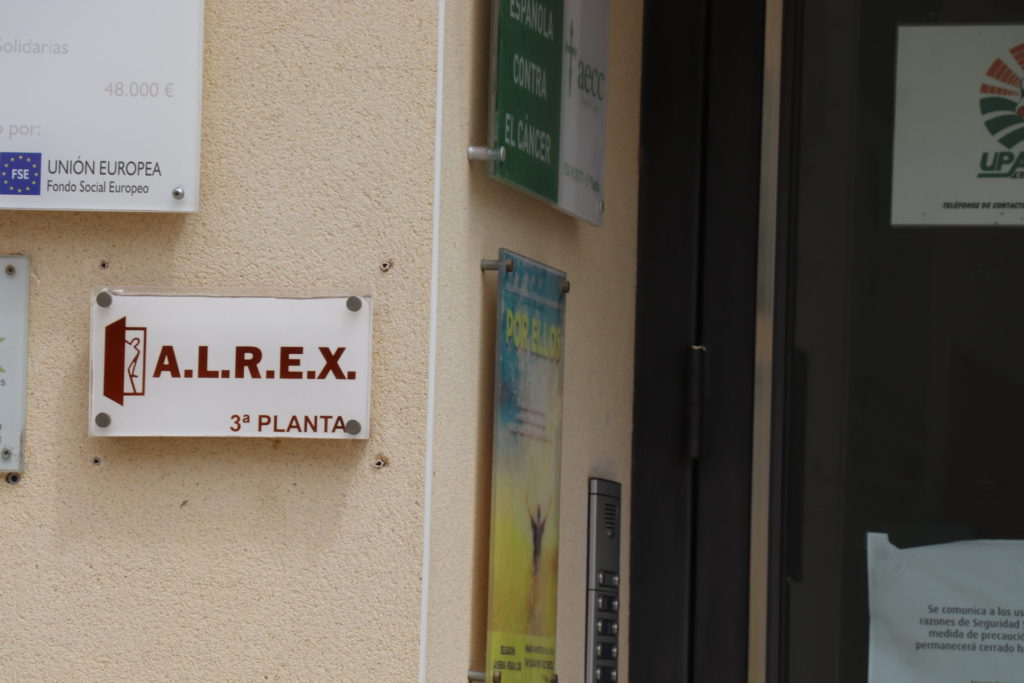 Solidarias
48.000 €
por:
FSE
UNIÓN EUROPEA
Fondo Social Europeo
A.L.R.E.X.
3ª PLANTA
ESPAÑOLA
CONTRA
EL CÁNCER
aecc
POR ELLOS
UPA
TELÉFONOS DE CONTACTO
Se comunica a los us
razones de Seguridad
medida de precaució
permanecerá cerrado ha